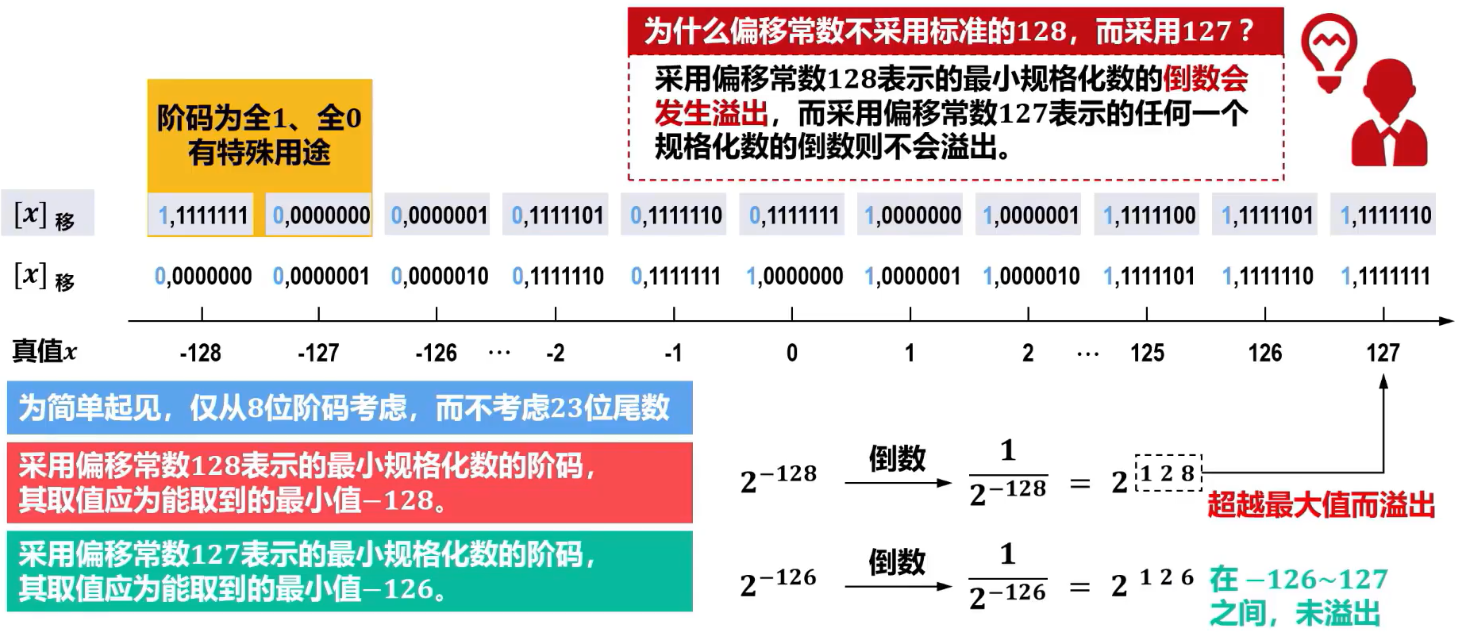 为什么偏移常数不采用标准的128，而采用127？
采用偏移常数128表示的最小规格化数的倒数会
发生溢出，而采用偏移常数127表示的任何一个
规格化数的倒数则不会溢出。
阶码为全1、全0
有特殊用途
[x]移 1,1111111 0,0000000 0,0000001 0,1111101 0,1111110 0,1111111 1,0000000 1,0000001 1,1111100 1,1111101 1,1111110
[x]移 0,0000000 0,0000001 0,0000010 0,1111110 0,1111111 1,0000000 1,0000001 1,0000010 1,1111101 1,1111110 1,1111111
真值x -128 -127 -126 ⋯ -2 -1 0 1 2 ⋯ 125 126 127
为简单起见，仅从8位阶码考虑，而不考虑23位尾数
采用偏移常数128表示的最小规格化数的阶码，
其取值应为能取到的最小值−128。
采用偏移常数127表示的最小规格化数的阶码，
其取值应为能取到的最小值−126。
2^−128 倒数 1/2^−128 = 2^128
超越最大值而溢出
2^−126 倒数 1/2^−126 = 2^126
在 −126~127
之间，未溢出